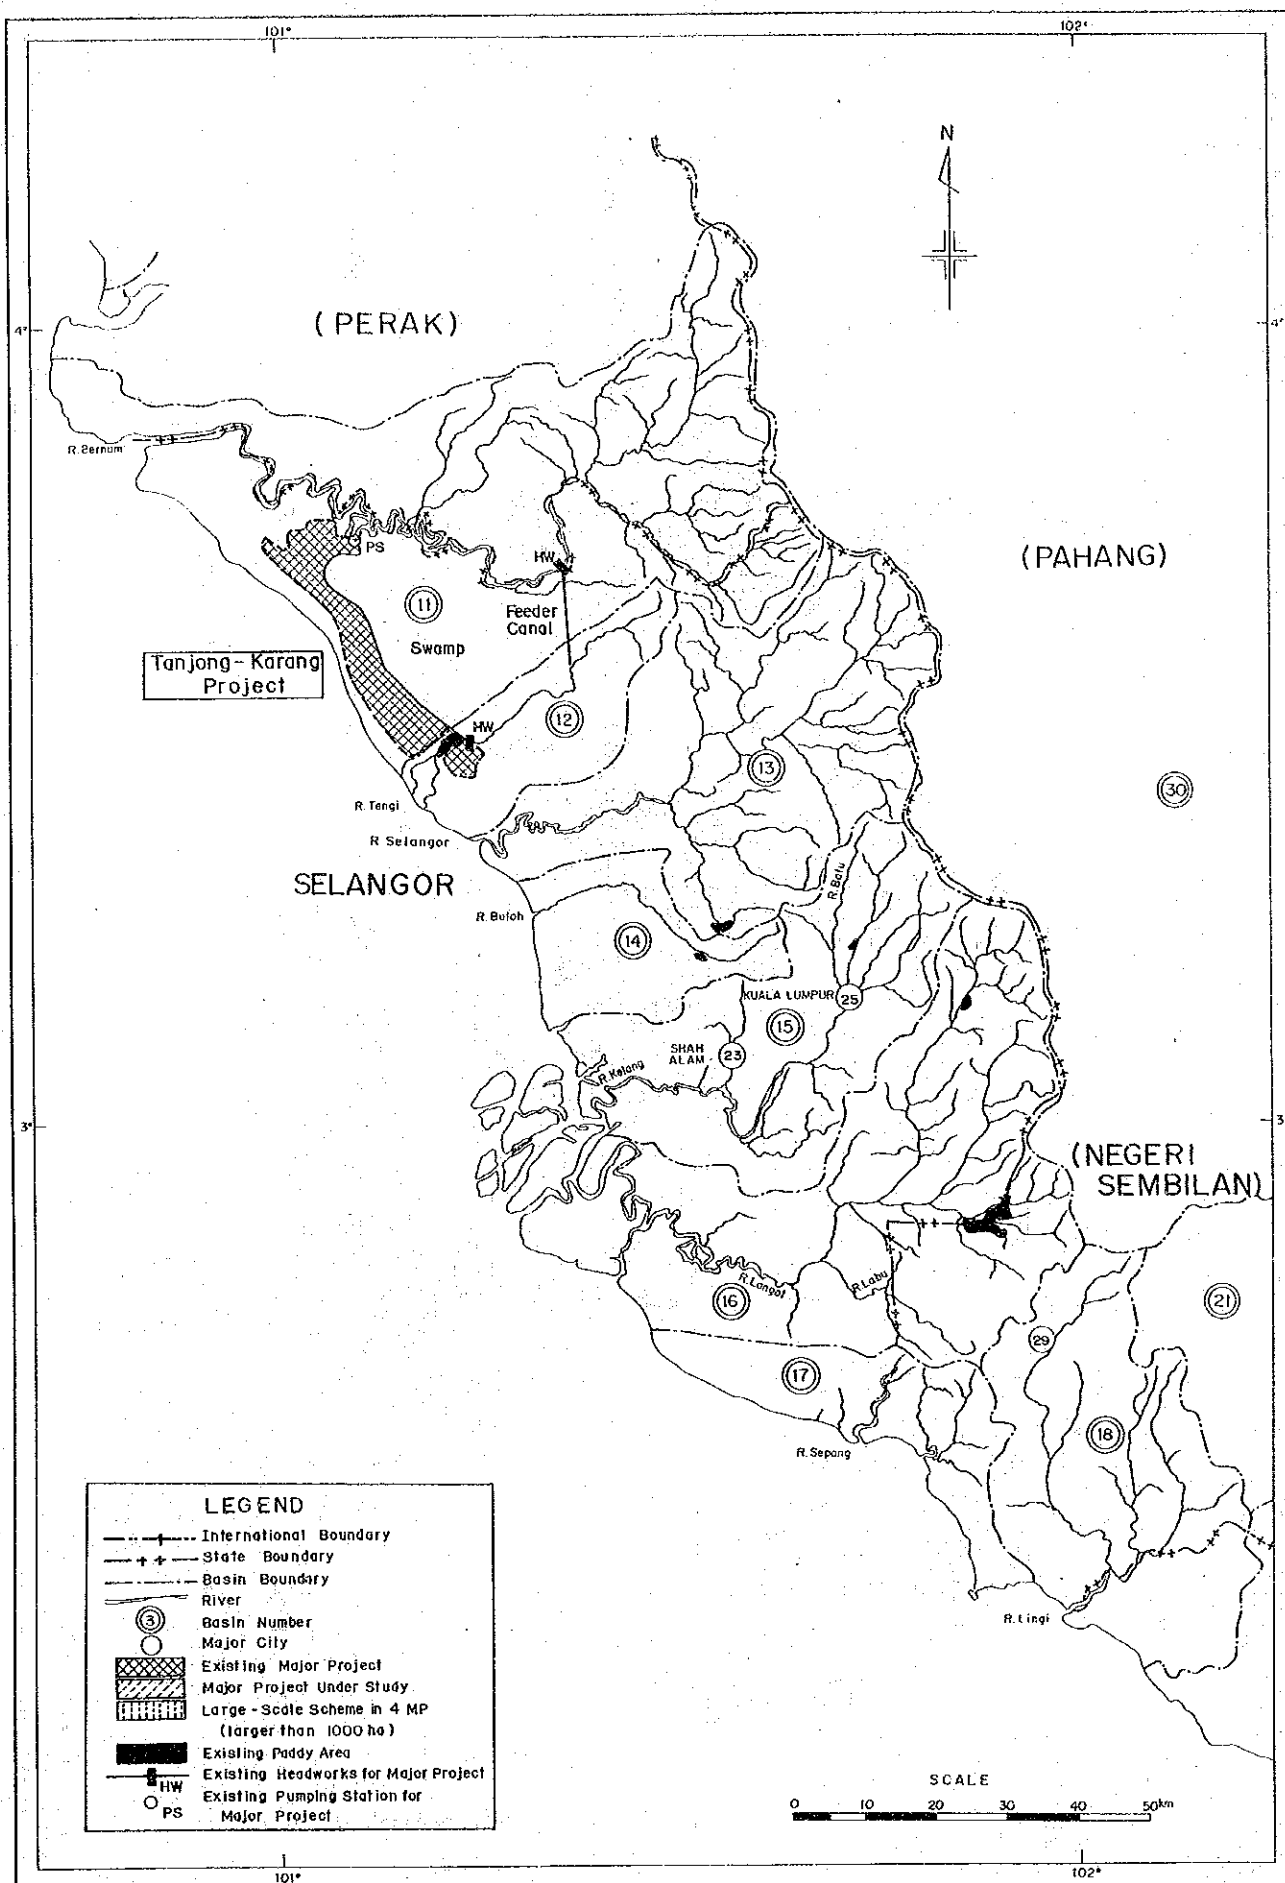 101°
102°
N
(PERAK)
4°
4°
R. Bernam
PS
HW
(PAHANG)
11
Feeder
Canal
Swamp
Tanjong-Karang
Project
12
HW
13
30
R. Tengi
R Selangor
SELANGOR
R. Batu
R. Buloh
14
KUALA LUMPUR
25
15
SHAH
ALAM
23
R. Kelang
3°
3
(NEGERI
SEMBILAN)
R. Langat
R. Labu
16
21
29
17
18
R. Sepang
R. Lingi
LEGEND
International Boundary
State Boundary
Basin Boundary
River
3
Basin Number
Major City
Existing Major Project
Major Project Under Study
Large-Scale Scheme in 4 MP
(larger than 1000 ha)
Existing Paddy Area
HW
Existing Headworks for Major Project
PS
Existing Pumping Station for
Major Project
SCALE
0 10 20 30 40 50km
101°
102°